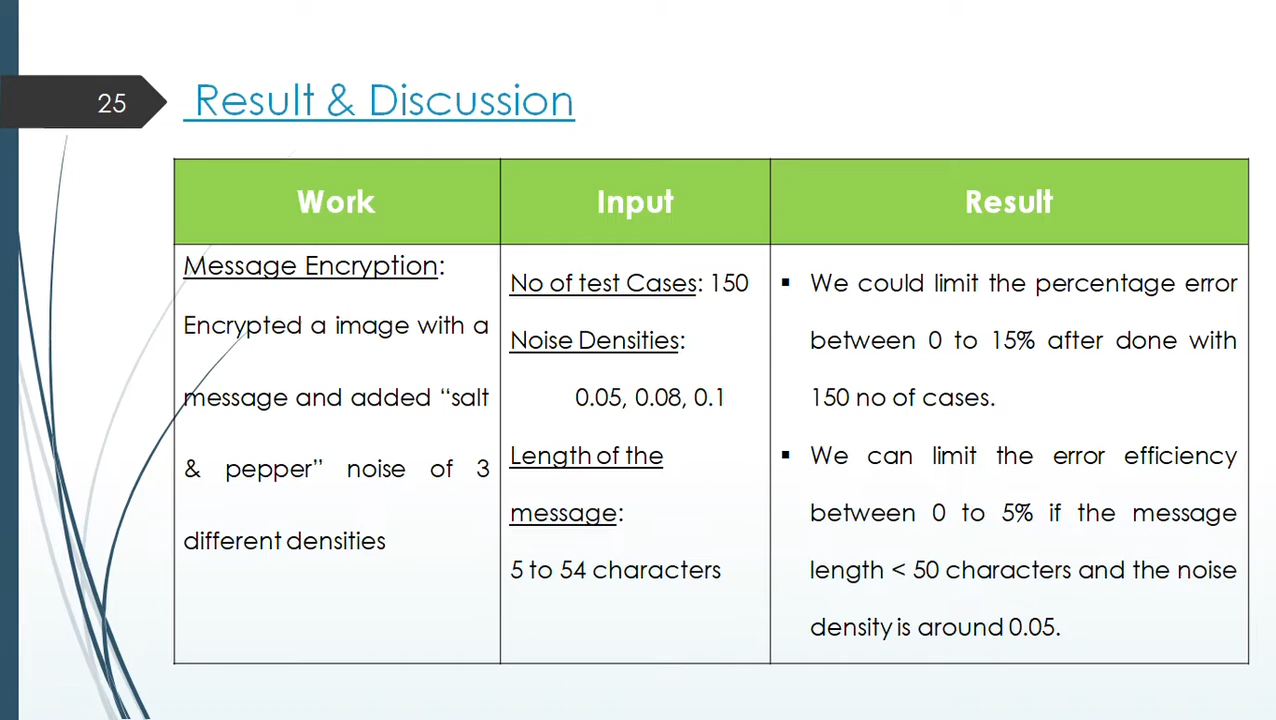 25
Result & Discussion
Work
Input
Result
Message Encryption:
Encrypted a image with a
message and added “salt
& pepper” noise of 3
different densities
No of test Cases: 150
Noise Densities:
0.05, 0.08, 0.1
Length of the
message:
5 to 54 characters
▪ We could limit the percentage error
between 0 to 15% after done with
150 no of cases.
▪ We can limit the error efficiency
between 0 to 5% if the message
length < 50 characters and the noise
density is around 0.05.